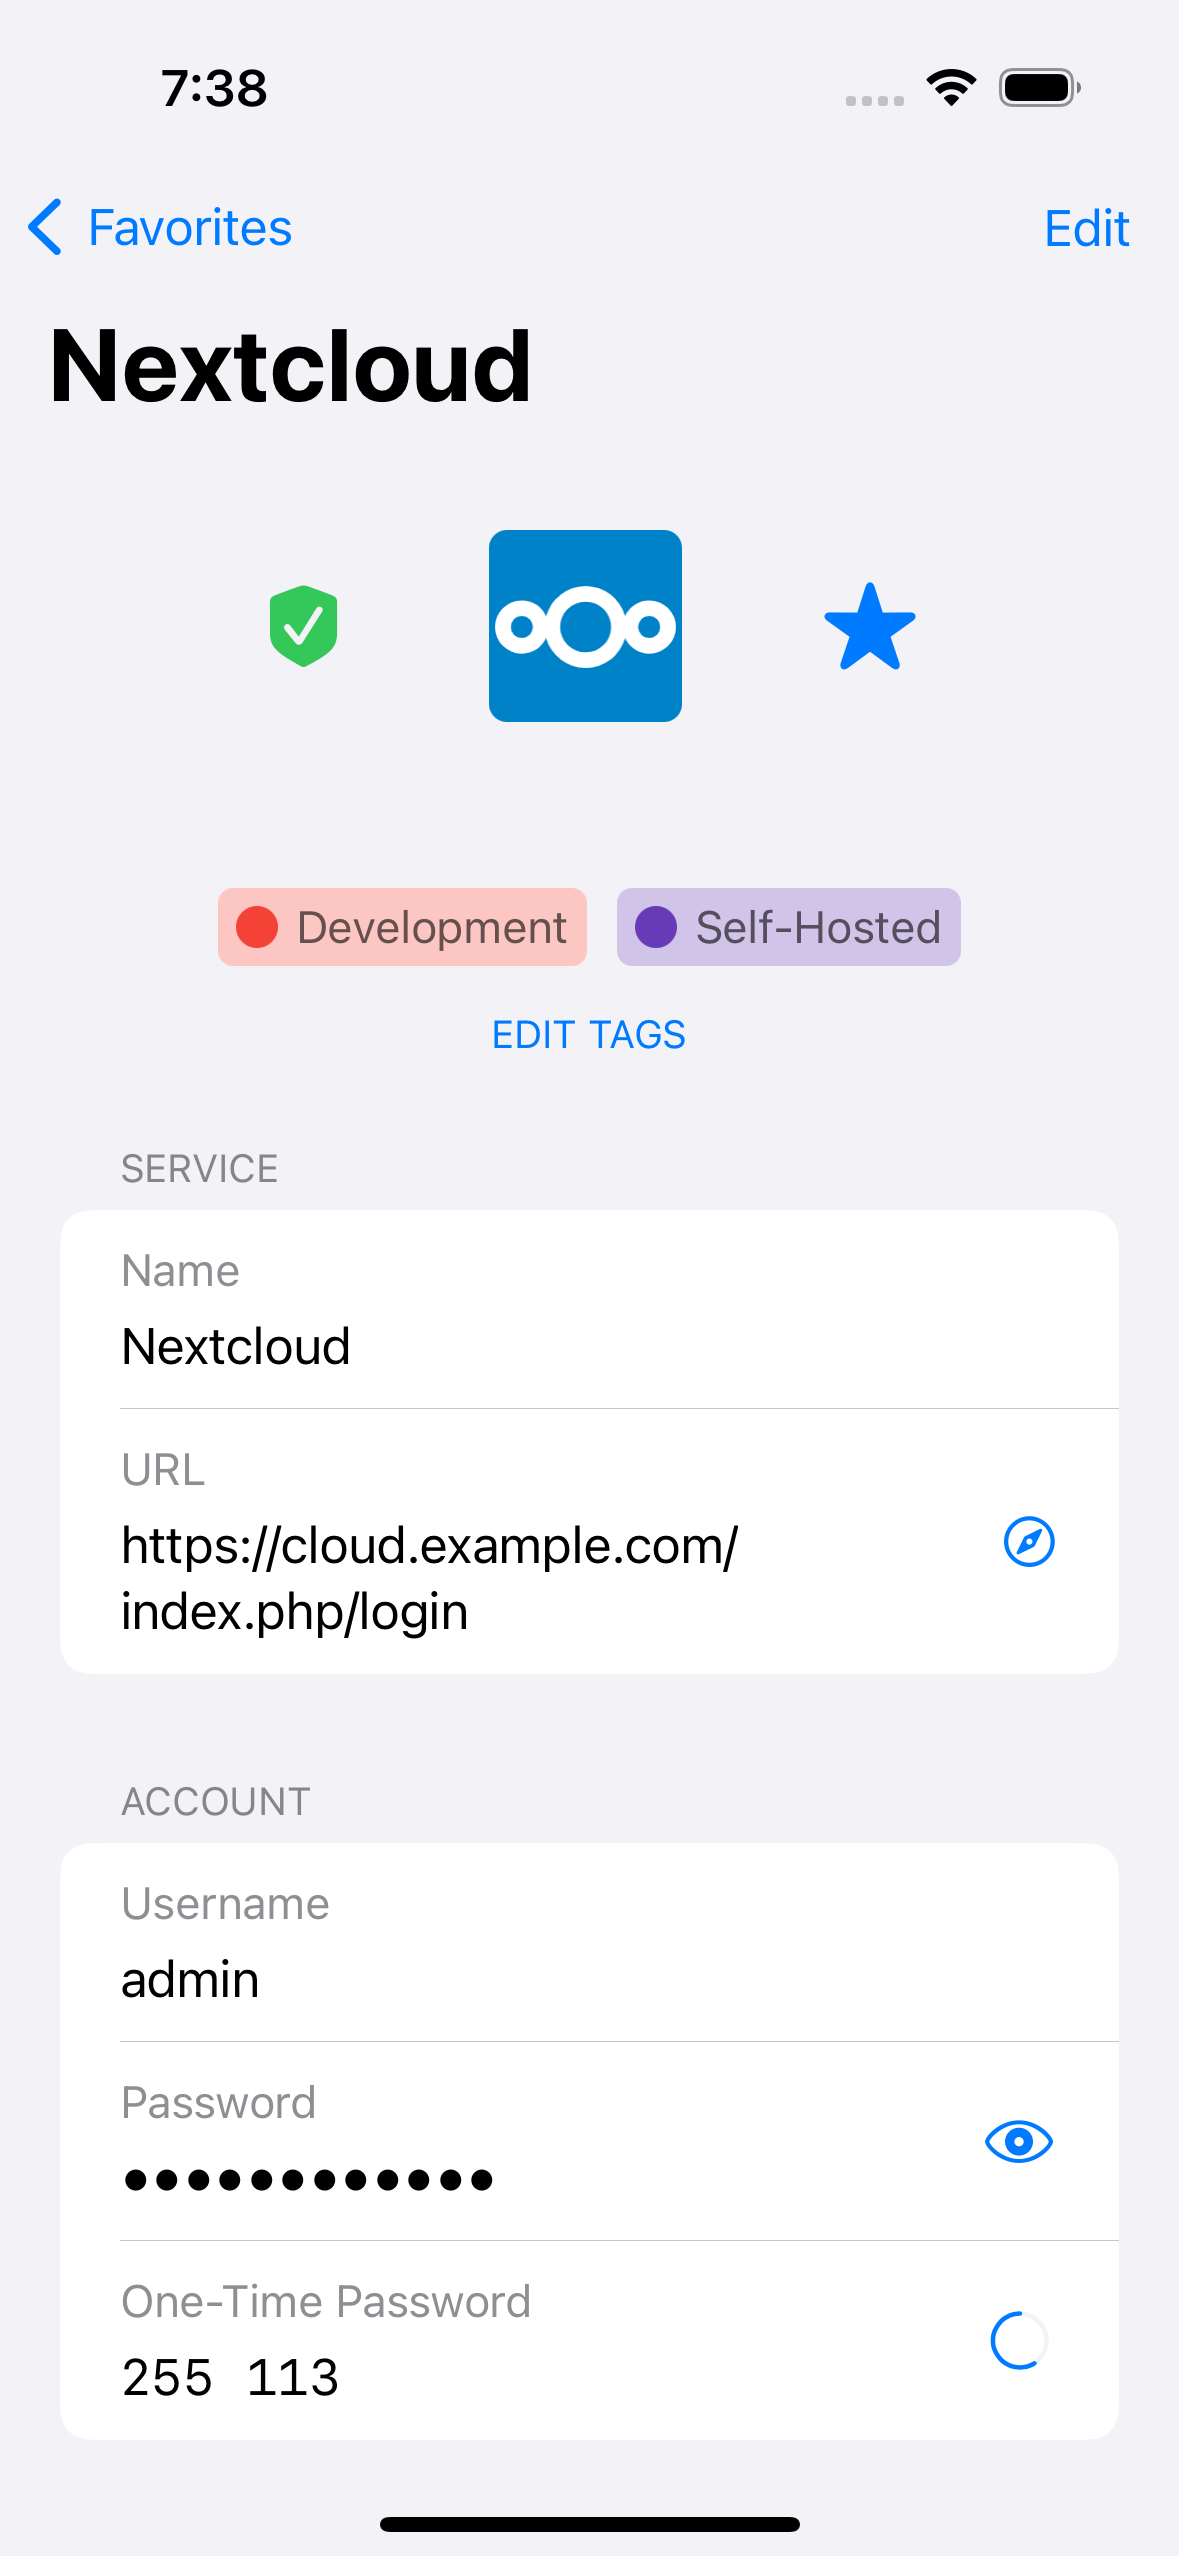 7:38
Favorites
Edit
Nextcloud
Development
Self-Hosted
EDIT TAGS
SERVICE
Name
Nextcloud
URL
https://cloud.example.com/
index.php/login
ACCOUNT
Username
admin
Password
••••••••••••
One-Time Password
255 113